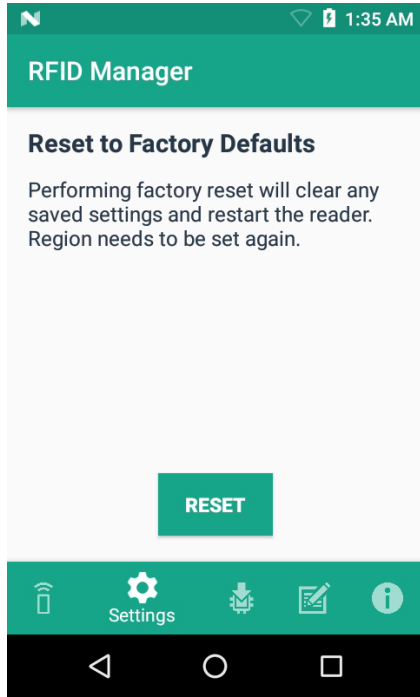 1:35 AM
RFID Manager
Reset to Factory Defaults
Performing factory reset will clear any
saved settings and restart the reader.
Region needs to be set again.
RESET
Settings